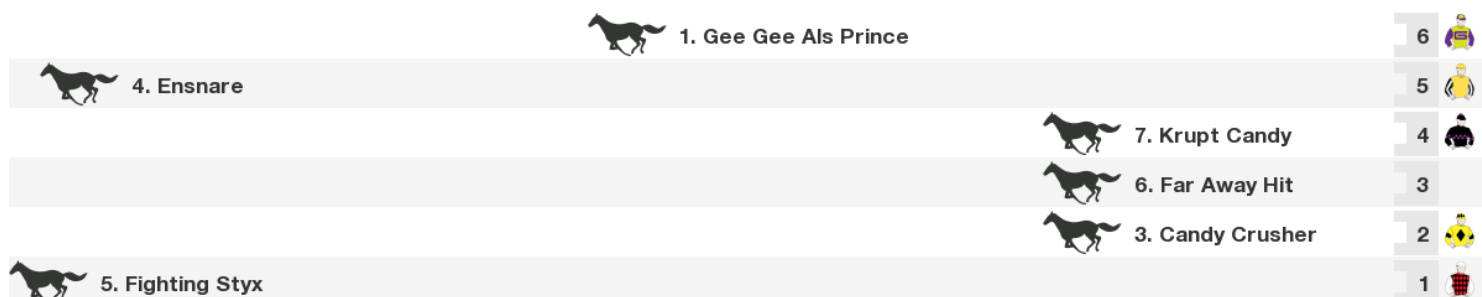 1. Gee Gee Als Prince 6
4. Ensnare 5
7. Krupt Candy 4
6. Far Away Hit 3
3. Candy Crusher 2
5. Fighting Styx 1